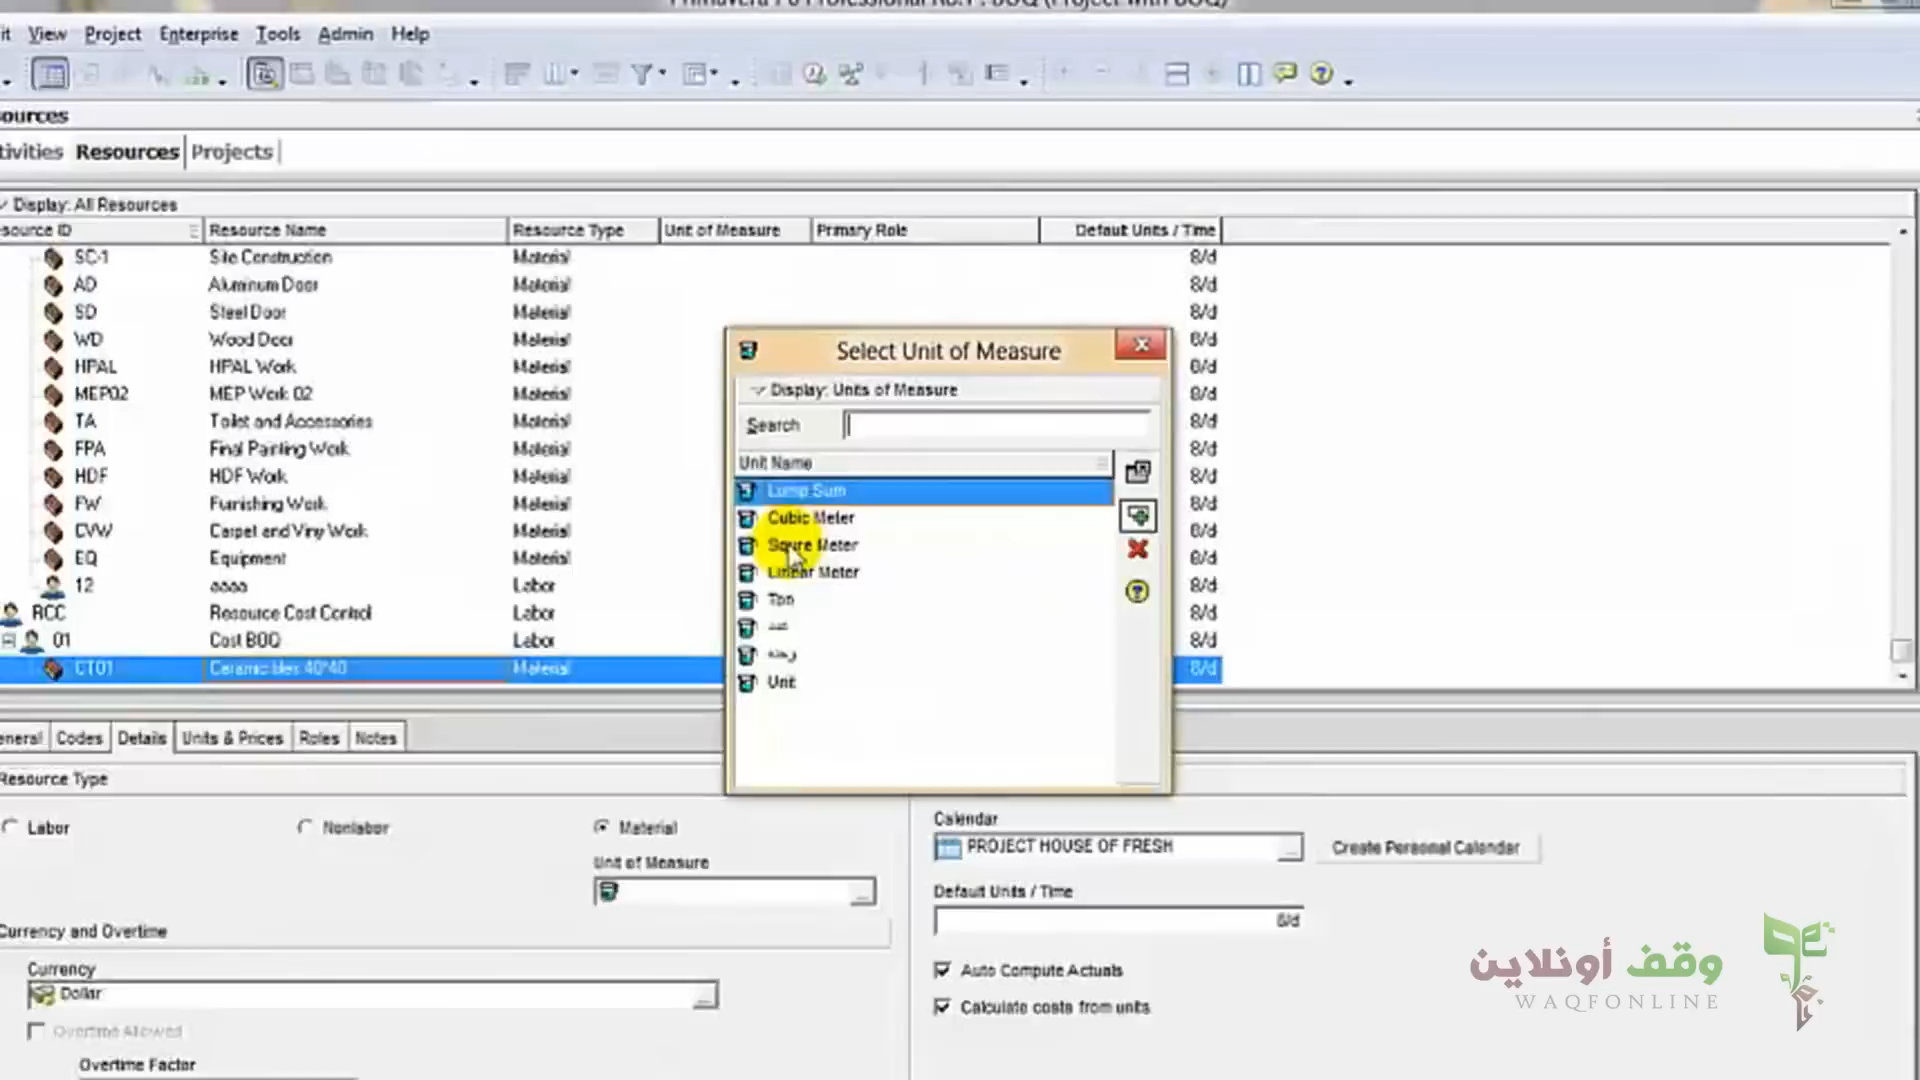 it View Project Enterprise Tools Admin Help
ources
tivities Resources Projects
Display: All Resources
source ID Resource Name Resource Type Unit of Measure Primary Role Default Units / Time
SC-1 Site Construction Material 8/d
AD Aluminum Door Material 8/d
SD Steel Door Material 8/d
WD Wood Door Material 8/d
HPAL HPAL Work Material 8/d
MEP02 MEP Work 02 Material 8/d
TA Toilet and Accessories Material 8/d
FPA Final Painting Work Material 8/d
HDF HDF Work Material 8/d
FW Furnishing Work Material 8/d
CVW Carpet and Viny Work Material 8/d
EQ Equipment Material 8/d
12 aaaa Labor 8/d
RCC Resource Cost Control Labor 8/d
01 Cost BOQ Labor 8/d
CT01 Ceramic tiles 40*40 Material 8/d
Select Unit of Measure
Display: Units of Measure
Search
Unit Name
Lump Sum
Cubic Meter
Squre Meter
Linear Meter
Ton
عدد
Unit
eneral Codes Details Units & Prices Roles Notes
Resource Type
Labor Nonlabor Material
Unit of Measure
Currency and Overtime
Currency
Dollar
Overtime Allowed
Overtime Factor
Calendar
PROJECT HOUSE OF FRESH Create Personal Calendar
Default Units / Time
8/d
Auto Compute Actuals
Calculate costs from units
وقف أونلاين
WAQFONLINE